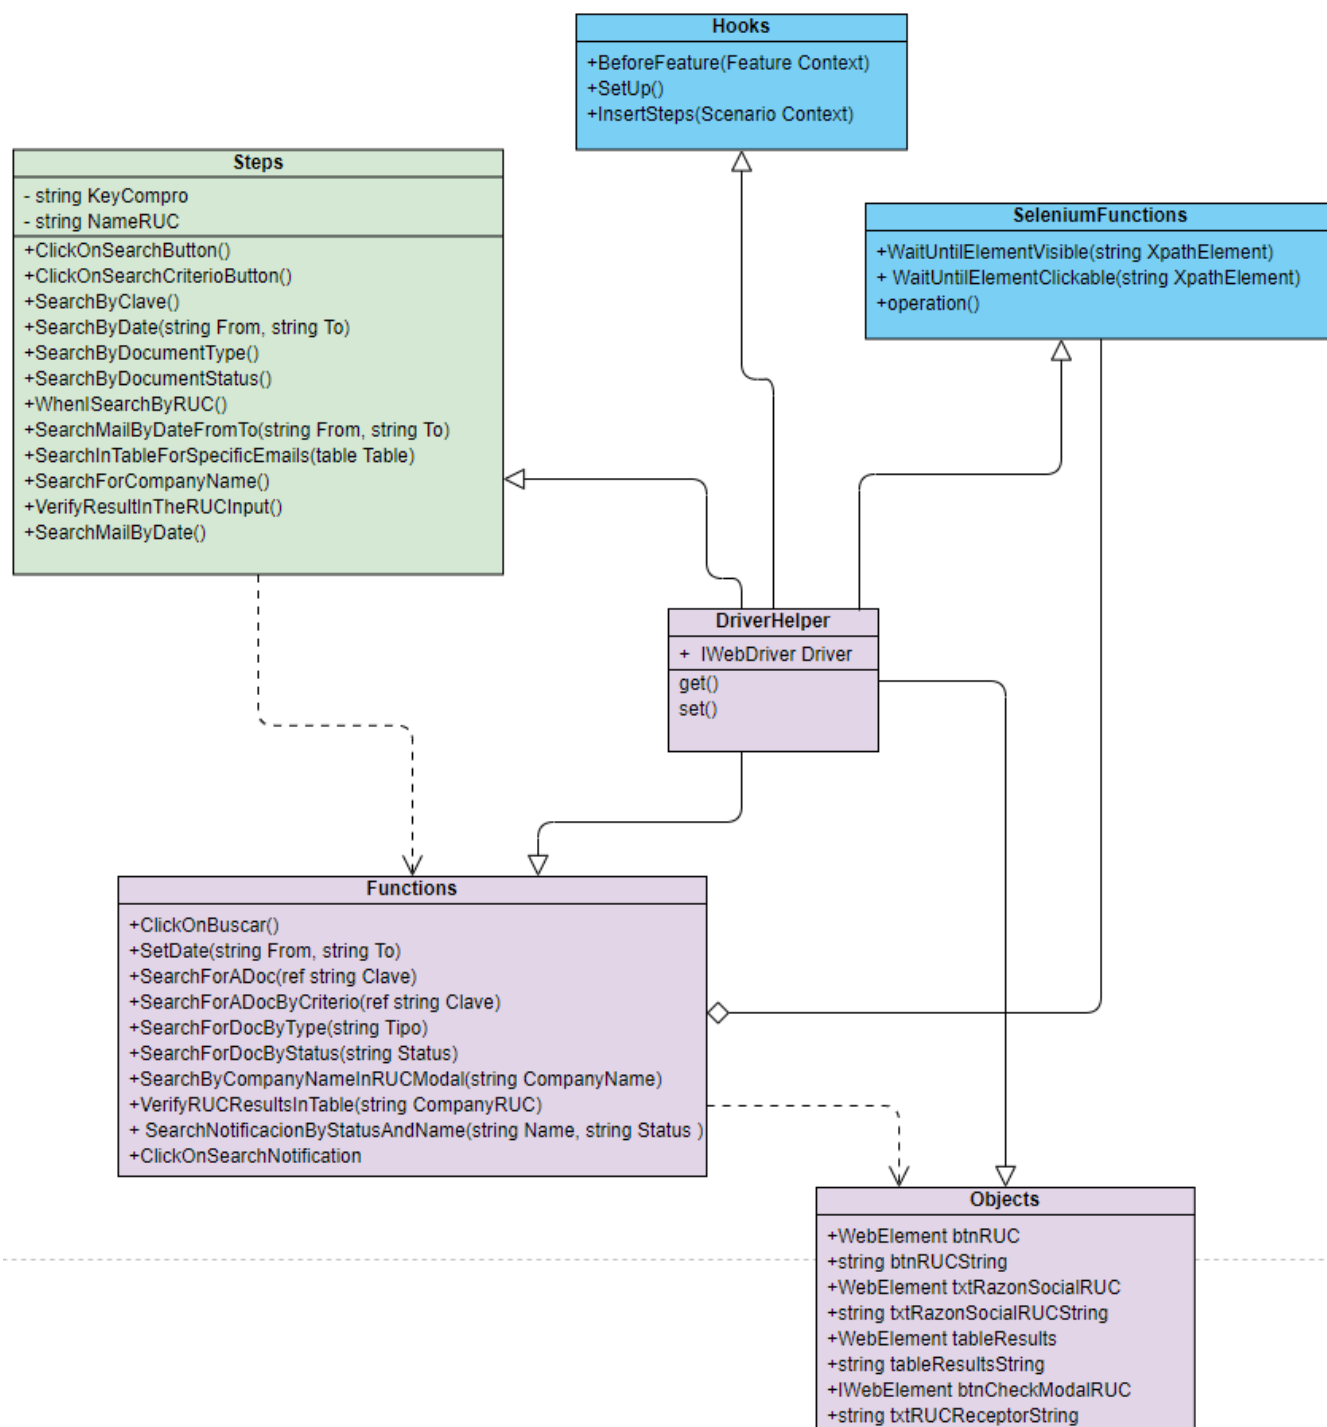 Hooks
+BeforeFeature(Feature Context)
+SetUp()
+InsertSteps(Scenario Context)
Steps
- string KeyCompro
- string NameRUC
+ClickOnSearchButton()
+ClickOnSearchCriterioButton()
+SearchByClave()
+SearchByDate(string From, string To)
+SearchByDocumentType()
+SearchByDocumentStatus()
+WhenISearchByRUC()
+SearchMailByDateFromTo(string From, string To)
+SearchInTableForSpecificEmails(table Table)
+SearchForCompanyName()
+VerifyResultInTheRUCInput()
+SearchMailByDate()
SeleniumFunctions
+WaitUntilElementVisible(string XpathElement)
+ WaitUntilElementClickable(string XpathElement)
+operation()
DriverHelper
+ IWebDriver Driver
get()
set()
Functions
+ClickOnBuscar()
+SetDate(string From, string To)
+SearchForADoc(ref string Clave)
+SearchForADocByCriterio(ref string Clave)
+SearchForDocByType(string Tipo)
+SearchForDocByStatus(string Status)
+SearchByCompanyNameInRUCModal(string CompanyName)
+VerifyRUCResultsInTable(string CompanyRUC)
+ SearchNotificacionByStatusAndName(string Name, string Status )
+ClickOnSearchNotification
Objects
+WebElement btnRUC
+string btnRUCString
+WebElement txtRazonSocialRUC
+string txtRazonSocialRUCString
+WebElement tableResults
+string tableResultsString
+IWebElement btnCheckModalRUC
+string txtRUCReceptorString